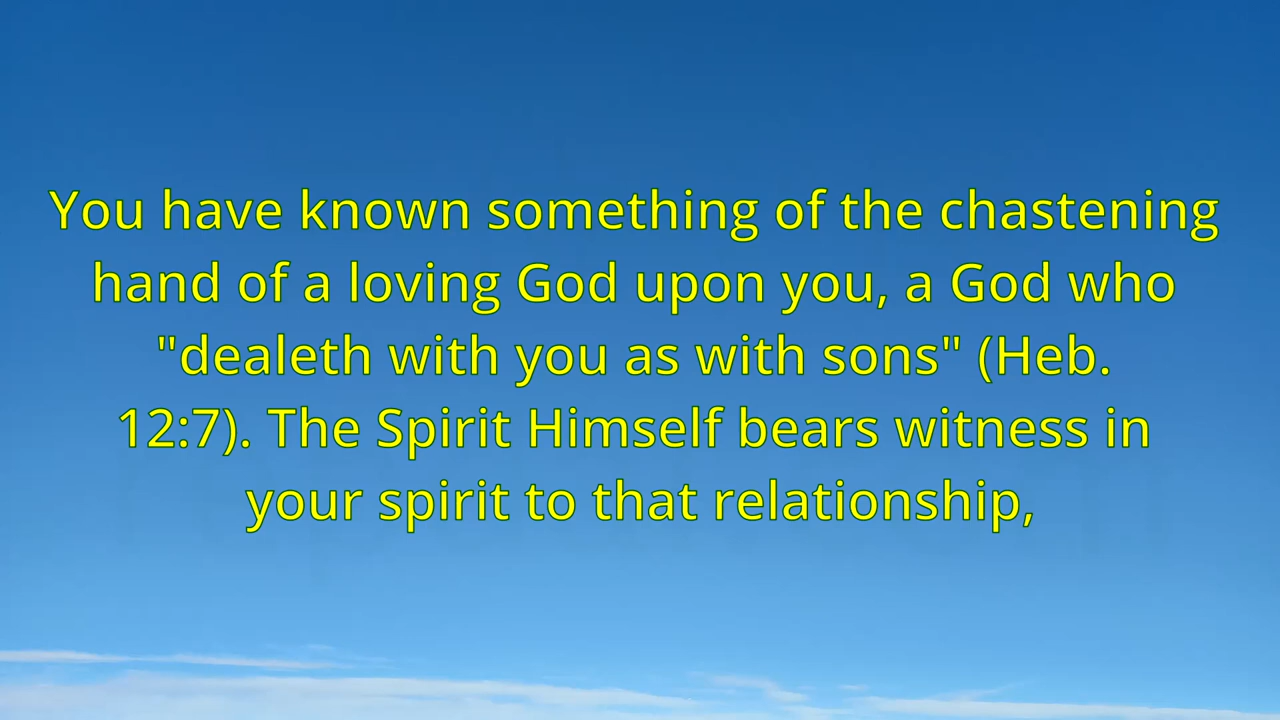 You have known something of the chastening
hand of a loving God upon you, a God who
"dealeth with you as with sons" (Heb.
12:7). The Spirit Himself bears witness in
your spirit to that relationship,